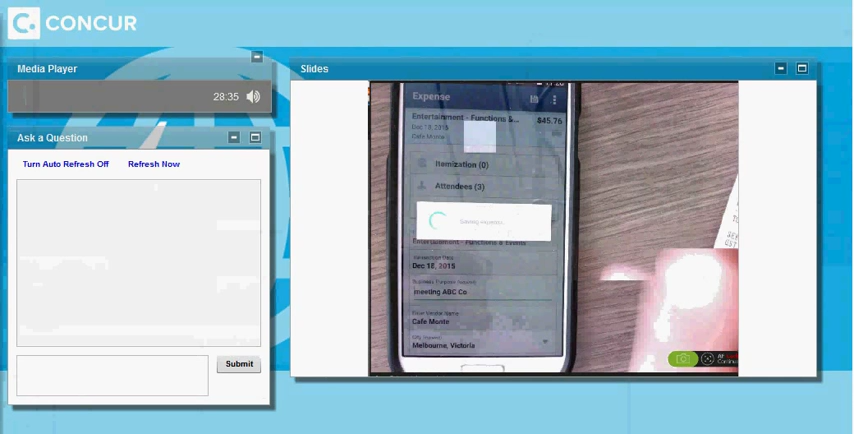 CONCUR
Media Player
28:35
Slides
Ask a Question
Turn Auto Refresh Off
Refresh Now
Submit
Expense
Entertainment - Functions &...
$45.76
Dec 18, 2015
Cafe Monte
Itemization (0)
Attendees (3)
Entertainment - Functions & Events
Dec 18, 2015
meeting ABC Co
Cafe Monte
Melbourne, Victoria